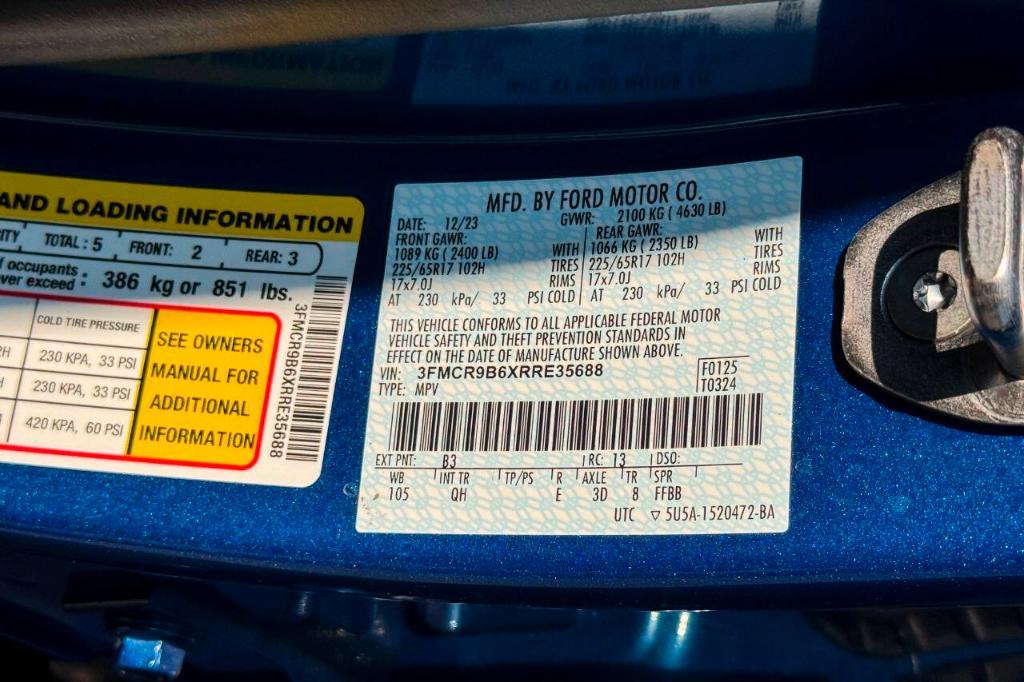 AND LOADING INFORMATION
TOTAL : 5 FRONT: 2 REAR: 3
of occupants
ver exceed : 386 kg or 851 lbs.
COLD TIRE PRESSURE
230 KPA, 33 PSI
230 KPA, 33 PSI
420 KPA, 60 PSI
SEE OWNERS
MANUAL FOR
ADDITIONAL
INFORMATION
3FMCR9B6XRRE35688
MFD. BY FORD MOTOR CO.
DATE: 12/23 GVWR: 2100 KG ( 4630 LB)
FRONT GAWR: REAR GAWR:
1089 KG ( 2400 LB) WITH 1066 KG ( 2350 LB) WITH
225/65R17 102H TIRES 225/65R17 102H TIRES
17x7.0J RIMS 17x7.0J RIMS
AT 230 kPa/ 33 PSI COLD AT 230 kPa/ 33 PSI COLD
THIS VEHICLE CONFORMS TO ALL APPLICABLE FEDERAL MOTOR
VEHICLE SAFETY AND THEFT PREVENTION STANDARDS IN
EFFECT ON THE DATE OF MANUFACTURE SHOWN ABOVE.
VIN: 3FMCR9B6XRRE35688 F0125
TYPE: MPV T0324
EXT PNT: B3 RC: 13 DSO:
WB INT TR TP/PS R AXLE TR SPR
105 QH E 3D 8 FFBB
UTC ▽ 5U5A-1520472-BA